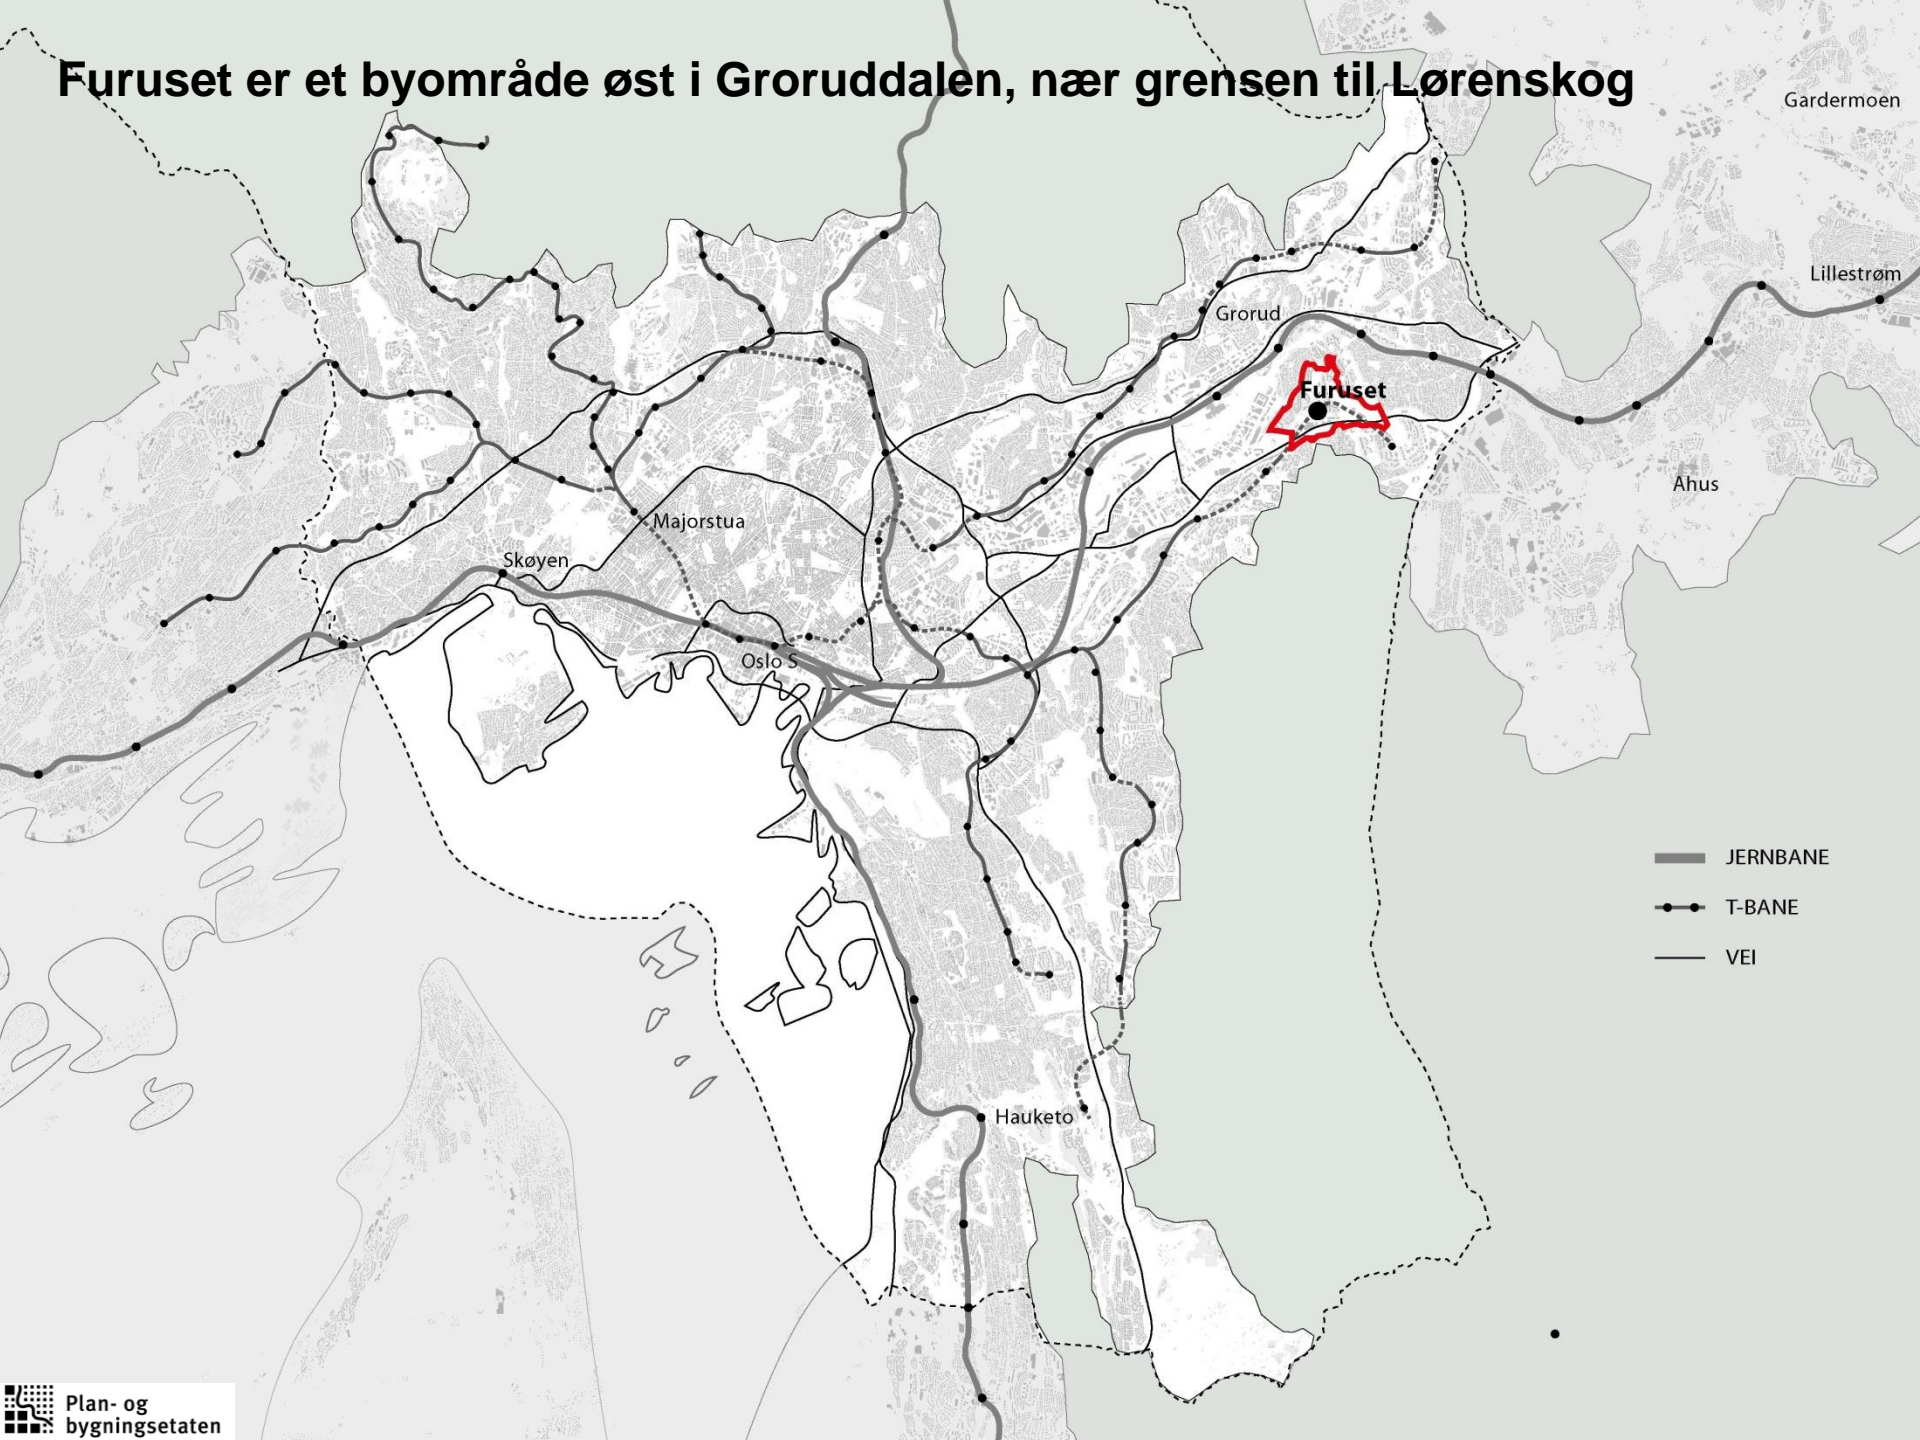 Furuset er et byområde øst i Groruddalen, nær grensen til Lørenskog
Gardermoen
Lillestrøm
Grorud
Furuset
Ahus
Majorstua
Skøyen
Oslo S
JERNBANE
T-BANE
VEI
Hauketo
Plan- og
bygningsetaten